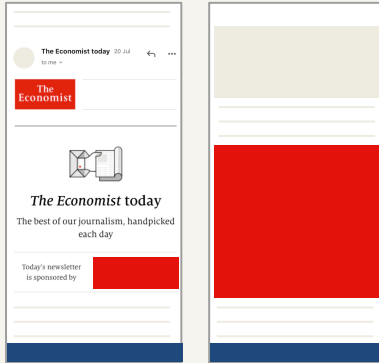 The Economist today 20 Jul
to me
The
Economist
The Economist today
The best of our journalism, handpicked
each day
Today's newsletter
is sponsored by